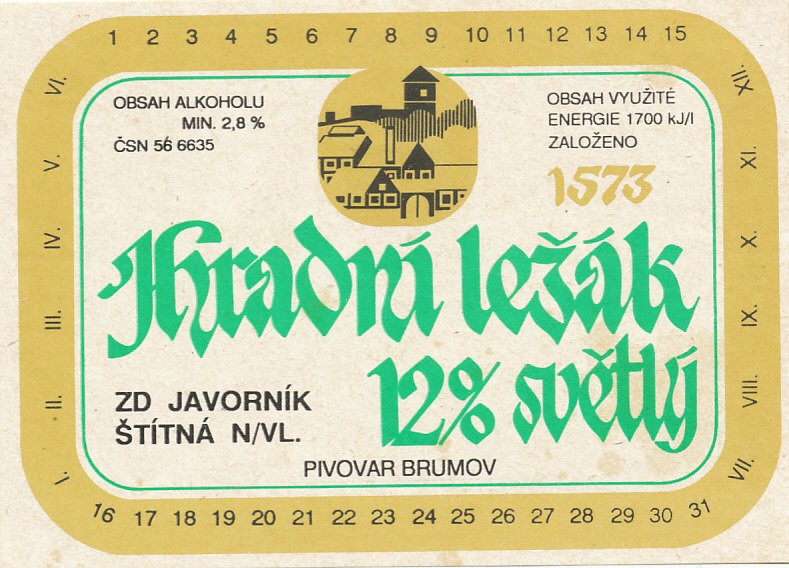 1 2 3 4 5 6 7 8 9 10 11 12 13 14 15
VI. V. IV. III. II. I.
OBSAH ALKOHOLU
MIN. 2,8 %
ČSN 56 6635
OBSAH VYUŽITÉ
ENERGIE 1700 kJ/l
ZALOŽENO
1573
Hradní ležák
12% světlý
ZD JAVORNÍK
ŠTÍTNÁ N/VL.
PIVOVAR BRUMOV
XII. XI. X. IX. VIII. VII.
16 17 18 19 20 21 22 23 24 25 26 27 28 29 30 31